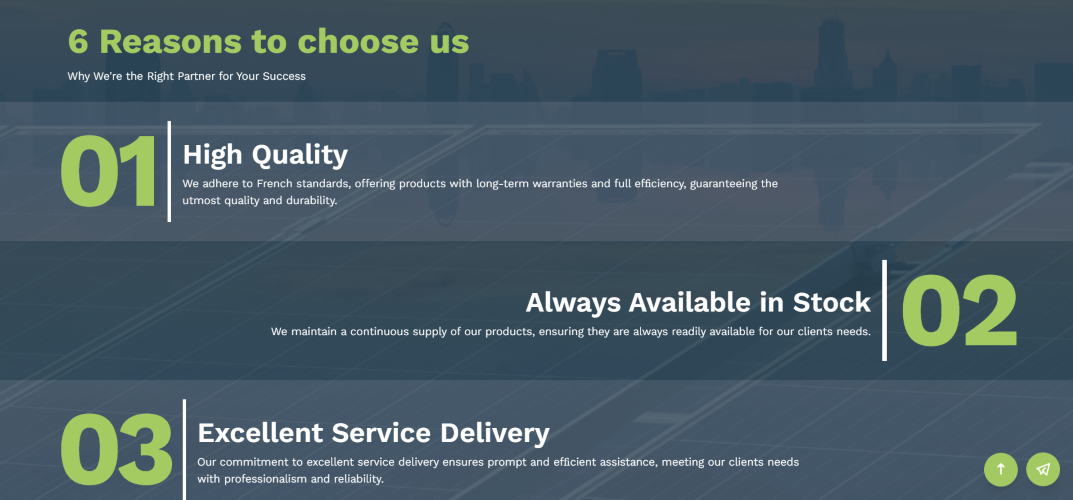 6 Reasons to choose us
Why We're the Right Partner for Your Success
01
High Quality
We adhere to French standards, offering products with long-term warranties and full efficiency, guaranteeing the
utmost quality and durability.
Always Available in Stock
We maintain a continuous supply of our products, ensuring they are always readily available for our clients needs.
02
03
Excellent Service Delivery
Our commitment to excellent service delivery ensures prompt and efficient assistance, meeting our clients needs
with professionalism and reliability.